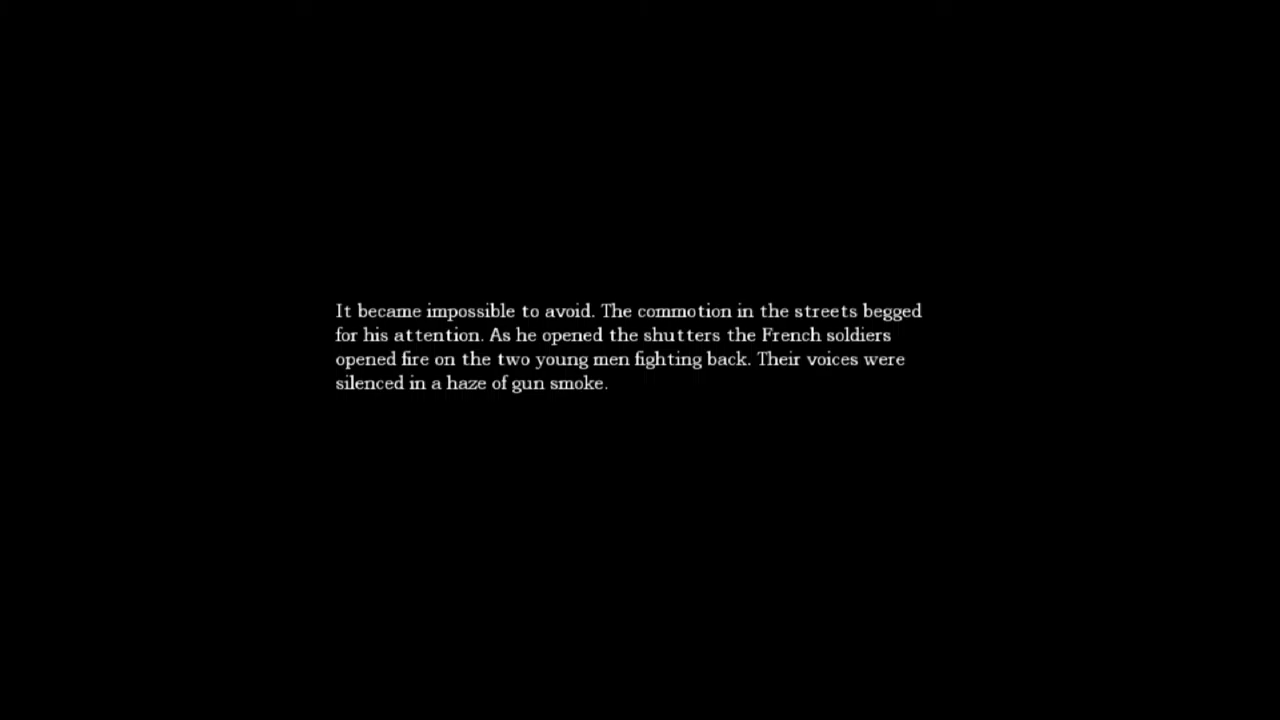 It became impossible to avoid. The commotion in the streets begged
for his attention. As he opened the shutters the French soldiers
opened fire on the two young men fighting back. Their voices were
silenced in a haze of gun smoke.